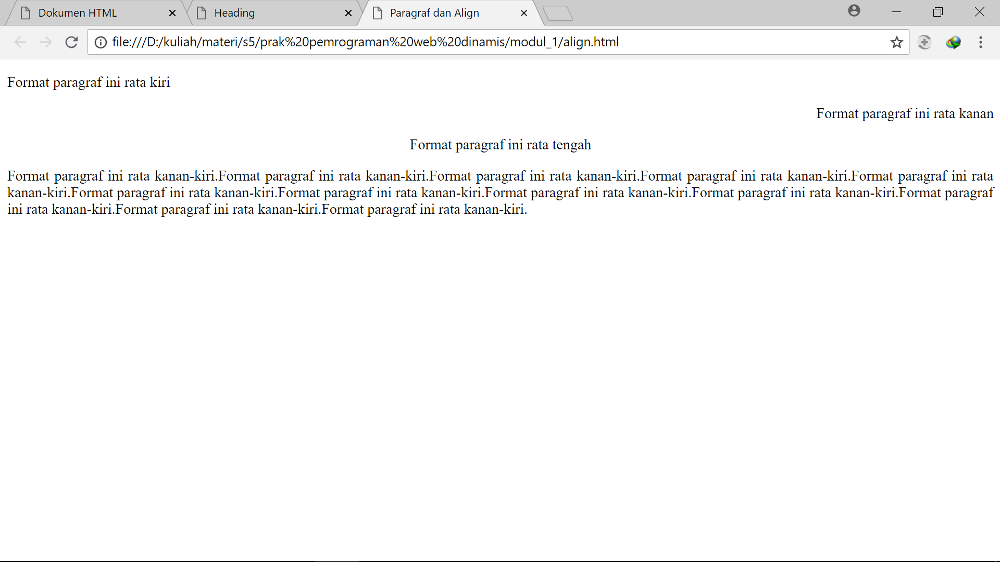 Dokumen HTML
Heading
Paragraf dan Align
file:///D:/kuliah/materi/s5/prak%20pemrograman%20web%20dinamis/modul_1/align.html
Format paragraf ini rata kiri
Format paragraf ini rata kanan
Format paragraf ini rata tengah
Format paragraf ini rata kanan-kiri.Format paragraf ini rata kanan-kiri.Format paragraf ini rata kanan-kiri.Format paragraf ini rata kanan-kiri.Format paragraf ini rata
kanan-kiri.Format paragraf ini rata kanan-kiri.Format paragraf ini rata kanan-kiri.Format paragraf ini rata kanan-kiri.Format paragraf ini rata kanan-kiri.Format paragraf
ini rata kanan-kiri.Format paragraf ini rata kanan-kiri.Format paragraf ini rata kanan-kiri.